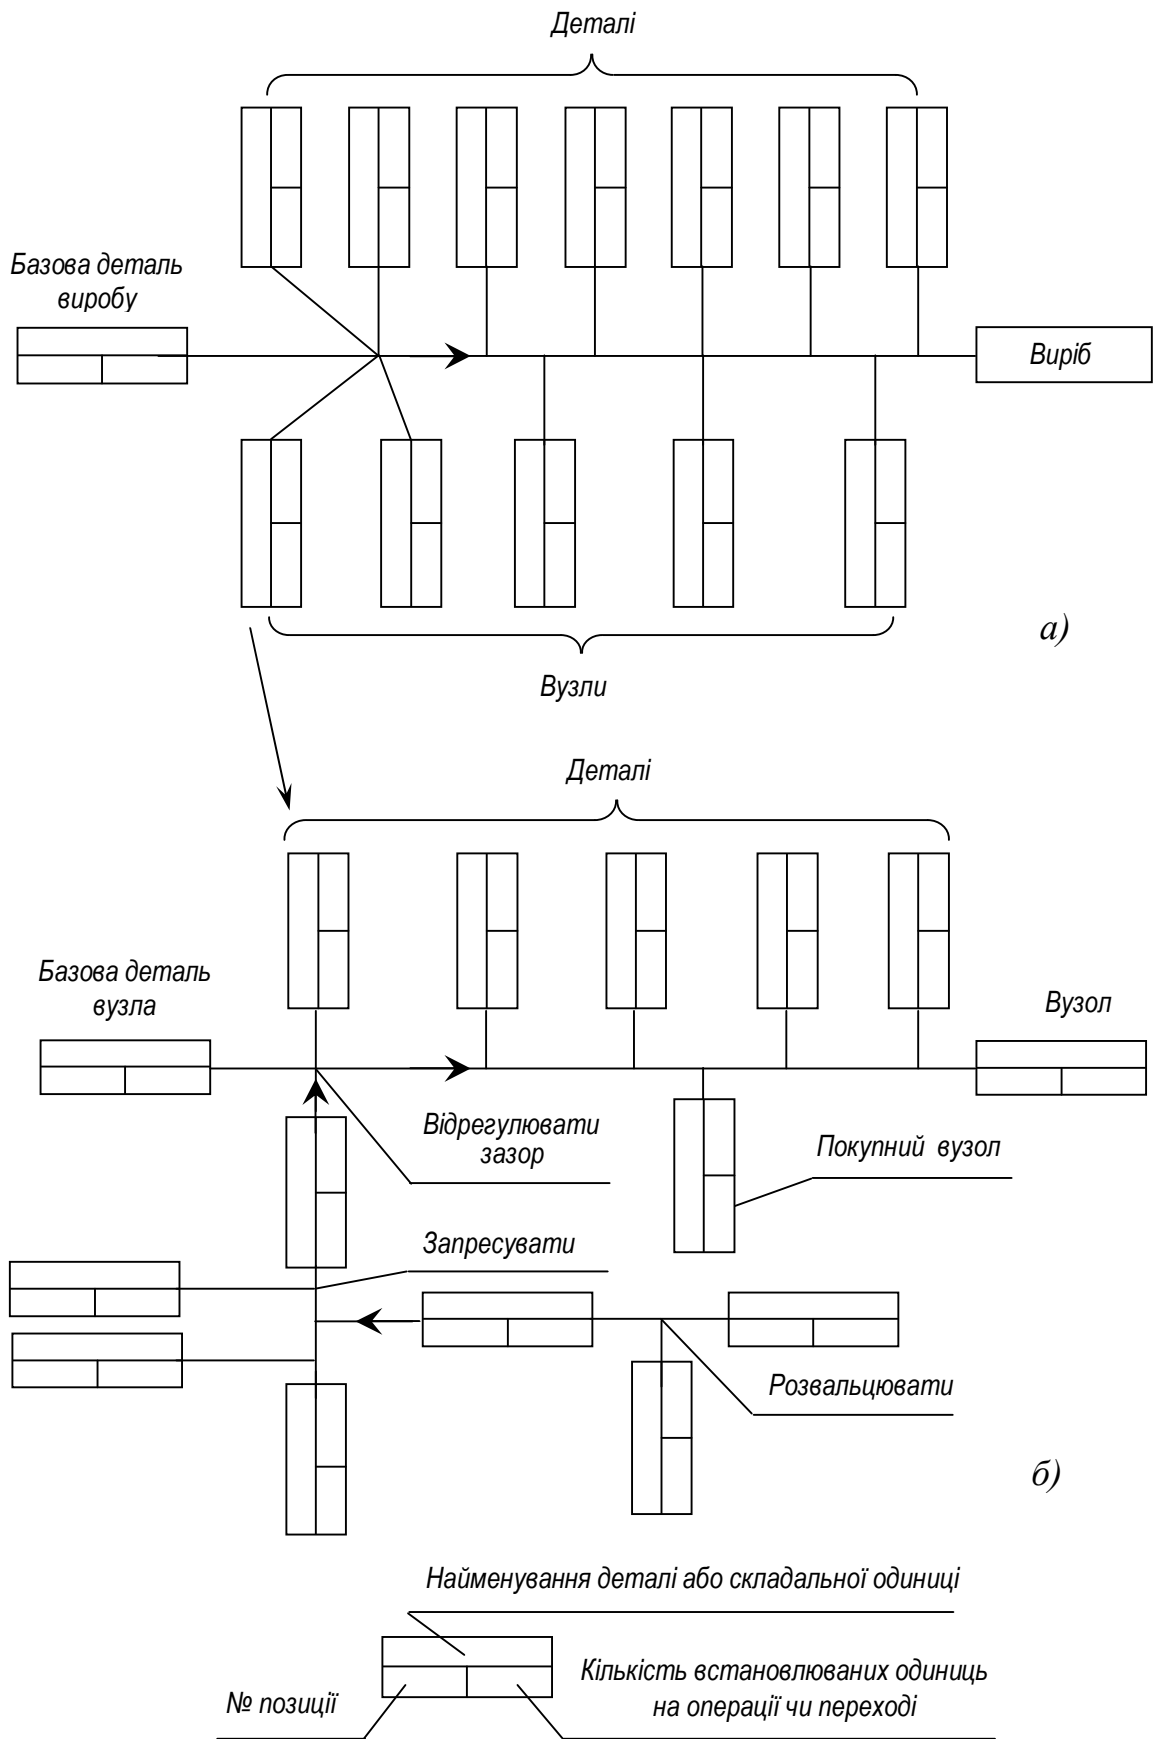 Деталі
Базова деталь
виробу
Виріб
а)
Вузли
Деталі
Базова деталь
вузла
Вузол
Відрегулювати
зазор
Покупний вузол
Запресувати
Розвальцювати
б)
Найменування деталі або складальної одиниці
Кількість встановлюваних одиниць
на операції чи переході
№ позиції